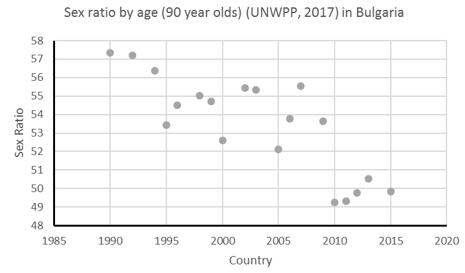 Sex ratio by age (90 year olds) (UNWPP, 2017) in Bulgaria
58
57
56
55
54
53
52
51
50
49
48
Sex Ratio
1985 1990 1995 2000 2005 2010 2015 2020
Country